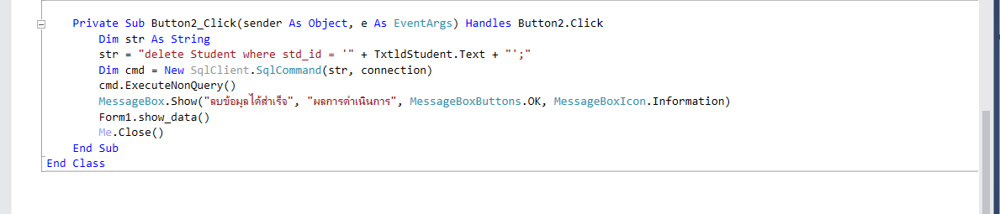 Private Sub Button2_Click(sender As Object, e As EventArgs) Handles Button2.Click
Dim str As String
str = "delete Student where std_id = '" + TxtldStudent.Text + "';"
Dim cmd = New SqlClient.SqlCommand(str, connection)
cmd.ExecuteNonQuery()
MessageBox.Show("ลบข้อมูลได้สำเร็จ", "ผลการดำเนินการ", MessageBoxButtons.OK, MessageBoxIcon.Information)
Form1.show_data()
Me.Close()
End Sub
End Class